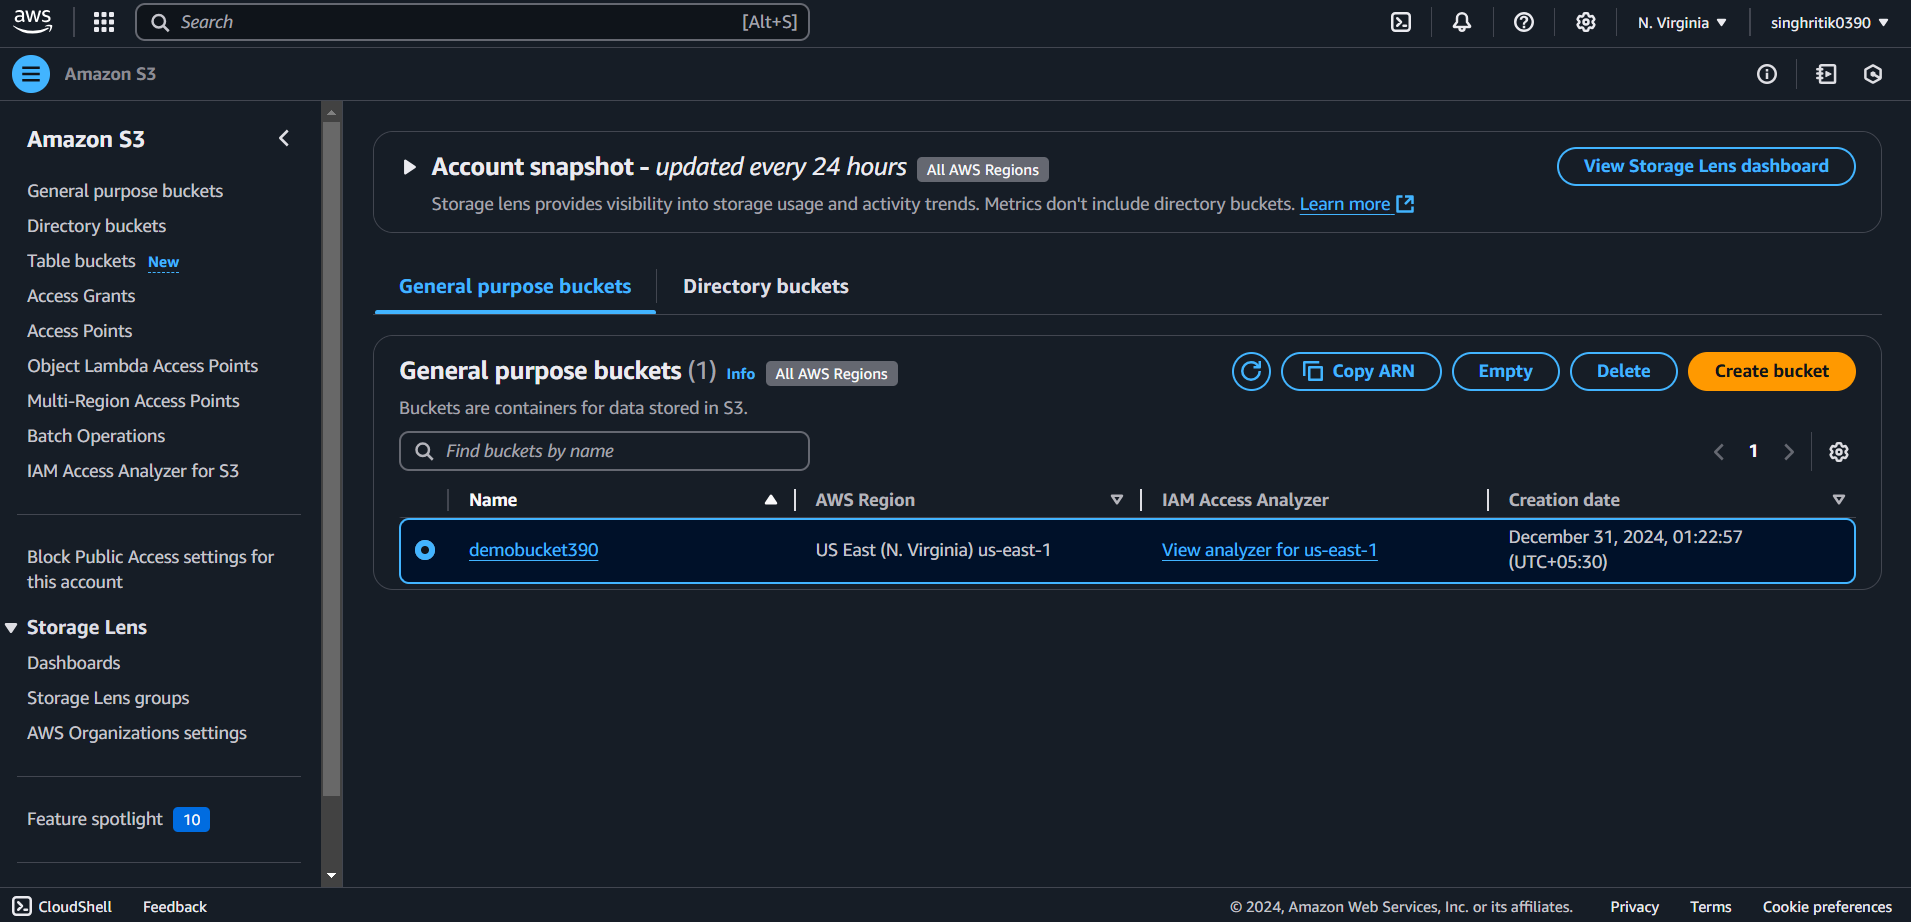 aws
Search [Alt+S]
N. Virginia
singhritik0390
Amazon S3
Amazon S3
General purpose buckets
Directory buckets
Table buckets New
Access Grants
Access Points
Object Lambda Access Points
Multi-Region Access Points
Batch Operations
IAM Access Analyzer for S3
Block Public Access settings for
this account
Storage Lens
Dashboards
Storage Lens groups
AWS Organizations settings
Feature spotlight 10
Account snapshot - updated every 24 hours All AWS Regions
View Storage Lens dashboard
Storage lens provides visibility into storage usage and activity trends. Metrics don't include directory buckets. Learn more
General purpose buckets
Directory buckets
General purpose buckets (1) Info All AWS Regions
Copy ARN
Empty
Delete
Create bucket
Buckets are containers for data stored in S3.
Find buckets by name
1
Name
AWS Region
IAM Access Analyzer
Creation date
demobucket390
US East (N. Virginia) us-east-1
View analyzer for us-east-1
December 31, 2024, 01:22:57
(UTC+05:30)
CloudShell
Feedback
© 2024, Amazon Web Services, Inc. or its affiliates.
Privacy
Terms
Cookie preferences